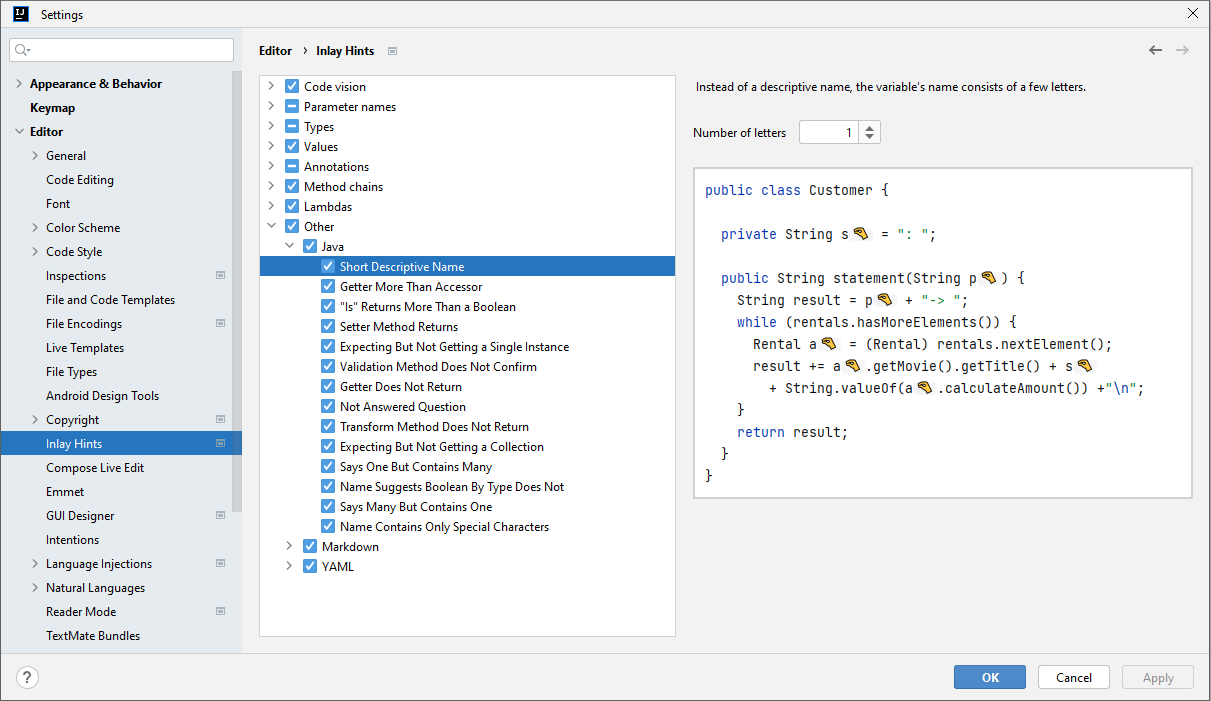 IJ Settings
Appearance & Behavior
Keymap
Editor
General
Code Editing
Font
Color Scheme
Code Style
Inspections
File and Code Templates
File Encodings
Live Templates
File Types
Android Design Tools
Copyright
Inlay Hints
Compose Live Edit
Emmet
GUI Designer
Intentions
Language Injections
Natural Languages
Reader Mode
TextMate Bundles
?
Editor › Inlay Hints
Code vision
Parameter names
Types
Values
Annotations
Method chains
Lambdas
Other
Java
Short Descriptive Name
Getter More Than Accessor
"Is" Returns More Than a Boolean
Setter Method Returns
Expecting But Not Getting a Single Instance
Validation Method Does Not Confirm
Getter Does Not Return
Not Answered Question
Transform Method Does Not Return
Expecting But Not Getting a Collection
Says One But Contains Many
Name Suggests Boolean By Type Does Not
Says Many But Contains One
Name Contains Only Special Characters
Markdown
YAML
Instead of a descriptive name, the variable's name consists of a few letters.
Number of letters 1
public class Customer {
private String s = ": ";
public String statement(String p ) {
String result = p + "-> ";
while (rentals.hasMoreElements()) {
Rental a = (Rental) rentals.nextElement();
result += a .getMovie().getTitle() + s
+ String.valueOf(a .calculateAmount()) +"\n";
}
return result;
}
}
OK Cancel Apply